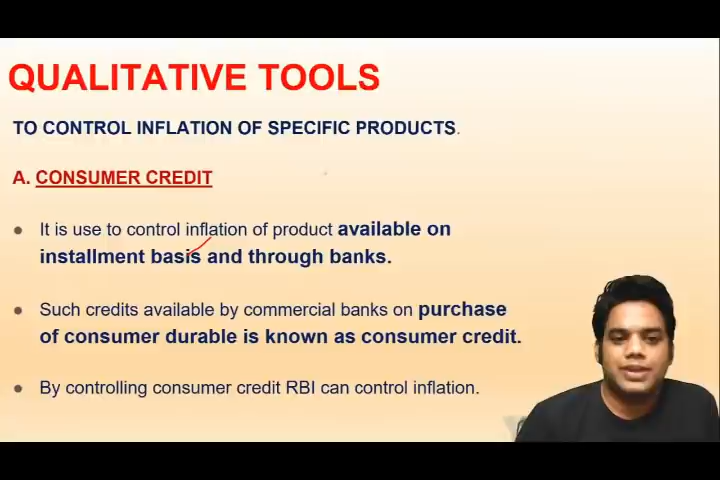 QUALITATIVE TOOLS
TO CONTROL INFLATION OF SPECIFIC PRODUCTS.
A. CONSUMER CREDIT
● It is use to control inflation of product available on
installment basis and through banks.
● Such credits available by commercial banks on purchase
of consumer durable is known as consumer credit.
● By controlling consumer credit RBI can control inflation.